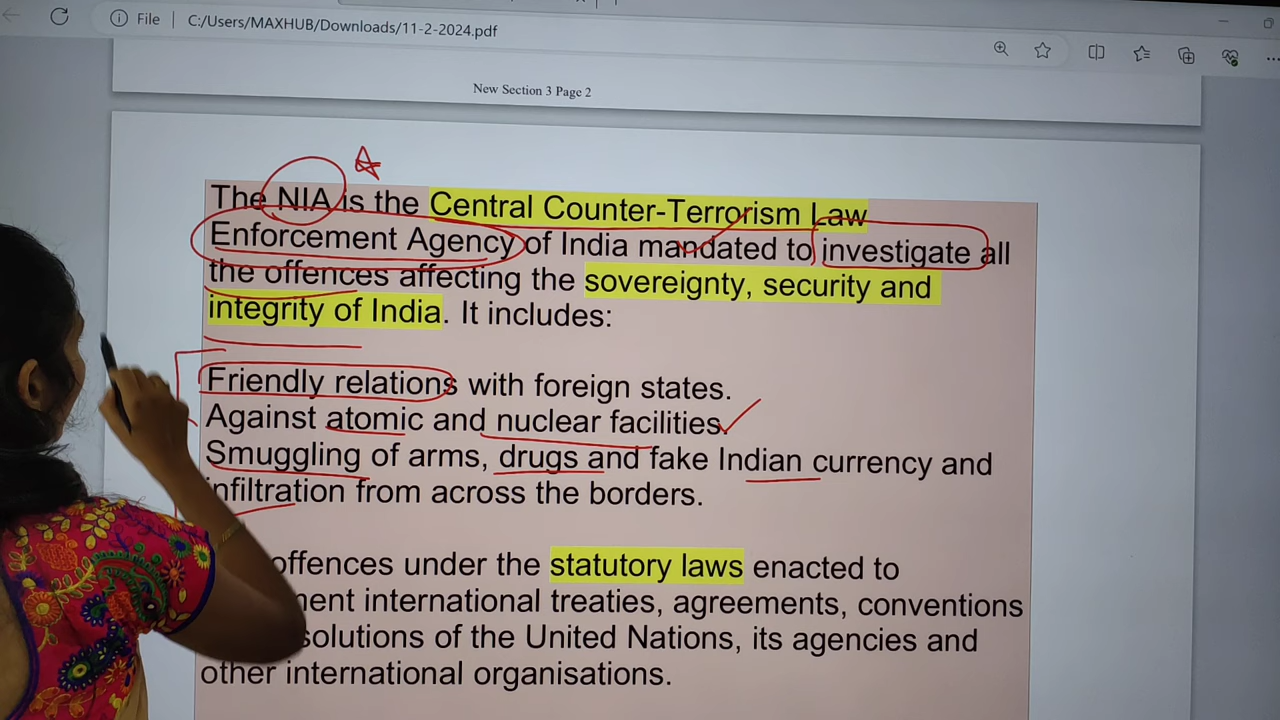 File
C:/Users/MAXHUB/Downloads/11-2-2024.pdf
New Section 3 Page 2
The NIA is the Central Counter-Terrorism Law
Enforcement Agency of India mandated to investigate all
the offences affecting the sovereignty, security and
integrity of India. It includes:
Friendly relations with foreign states.
Against atomic and nuclear facilities.
Smuggling of arms, drugs and fake Indian currency and
infiltration from across the borders.
offences under the statutory laws enacted to
international treaties, agreements, conventions
of the United Nations, its agencies and
other international organisations.